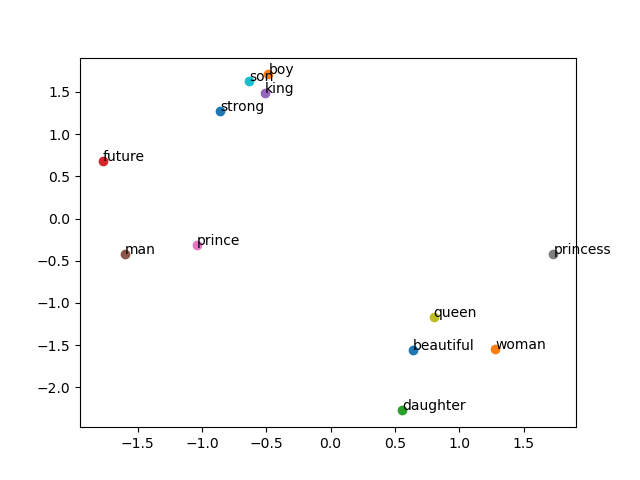 boy
son
king
strong
future
prince
man
princess
queen
beautiful
woman
daughter
1.5
1.0
0.5
0.0
−0.5
−1.0
−1.5
−2.0
−1.5
−1.0
−0.5
0.0
0.5
1.0
1.5